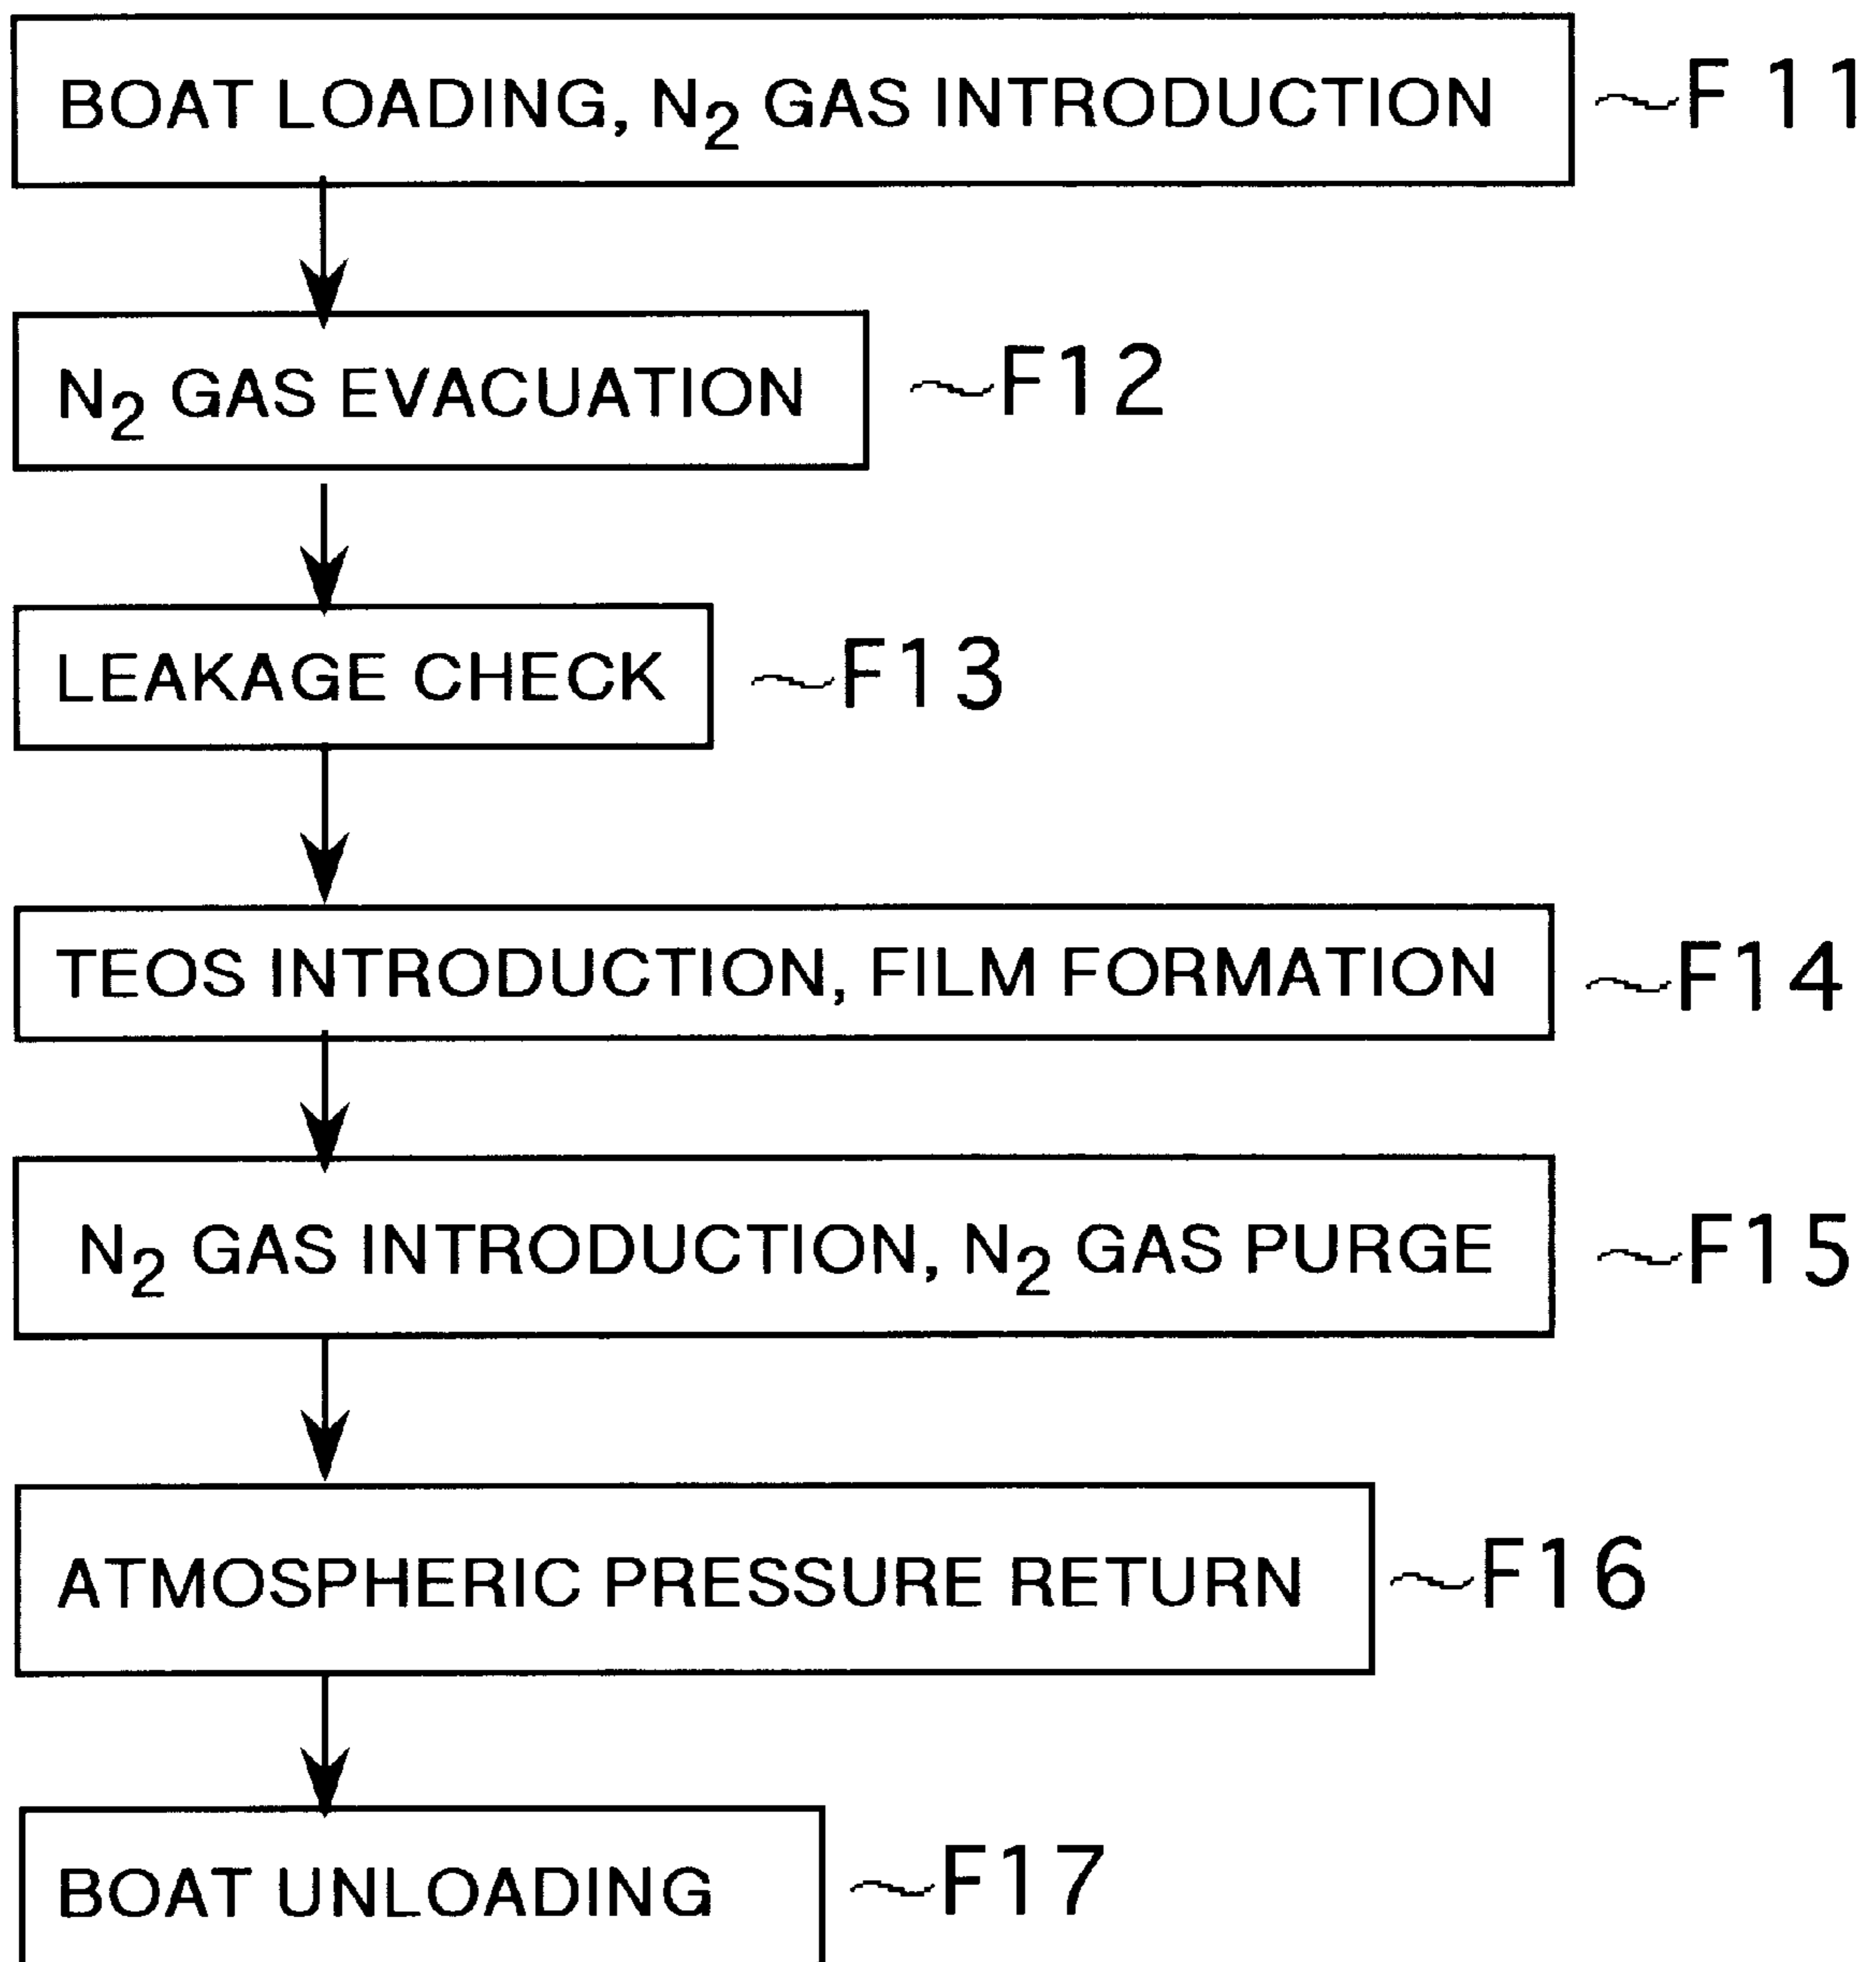 BOAT LOADING, N₂ GAS INTRODUCTION ~F 11
N₂ GAS EVACUATION ~F12
LEAKAGE CHECK ~F13
TEOS INTRODUCTION, FILM FORMATION ~F14
N₂ GAS INTRODUCTION, N₂ GAS PURGE ~F15
ATMOSPHERIC PRESSURE RETURN ~F16
BOAT UNLOADING ~F17